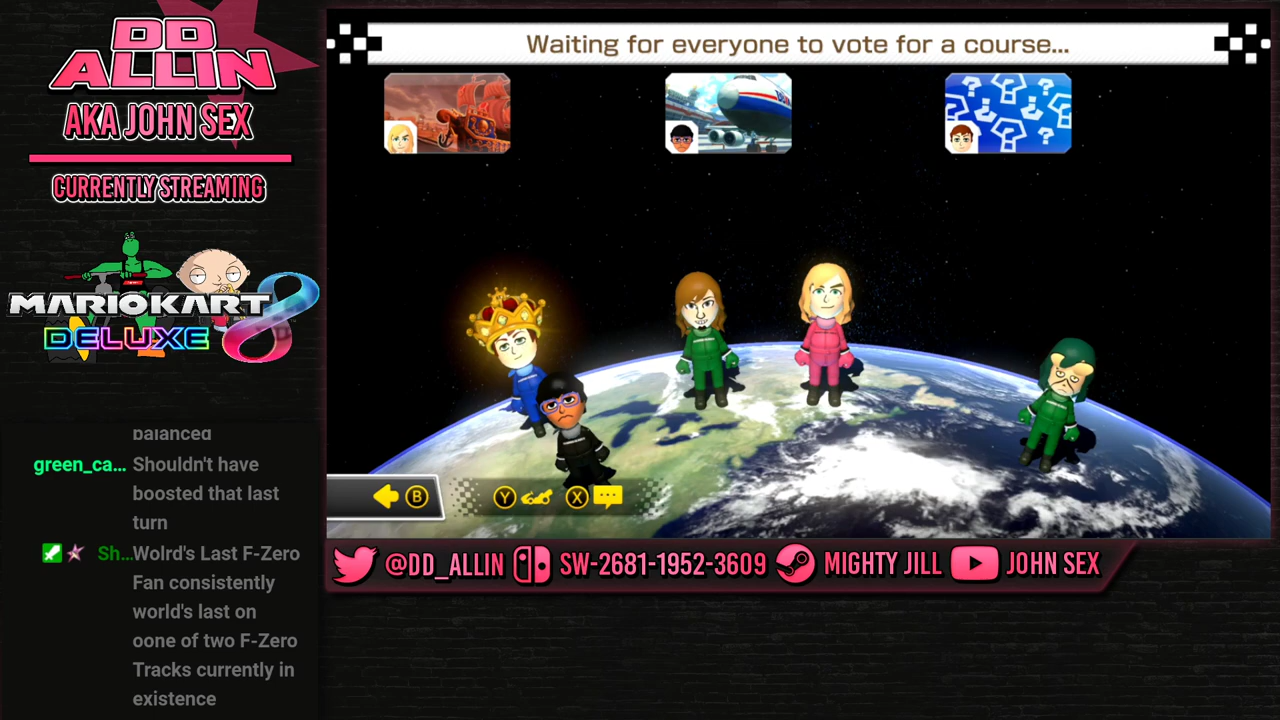 DD
ALLIN
AKA JOHN SEX
CURRENTLY STREAMING
MARIOKART 8
DELUXE
balanced
green_ca... Shouldn't have
boosted that last
turn
Sh...Wolrd's Last F-Zero
Fan consistently
world's last on
oone of two F-Zero
Tracks currently in
existence
Waiting for everyone to vote for a course...
B Y X
@DD_ALLIN SW-2681-1952-3609 MIGHTY JILL JOHN SEX